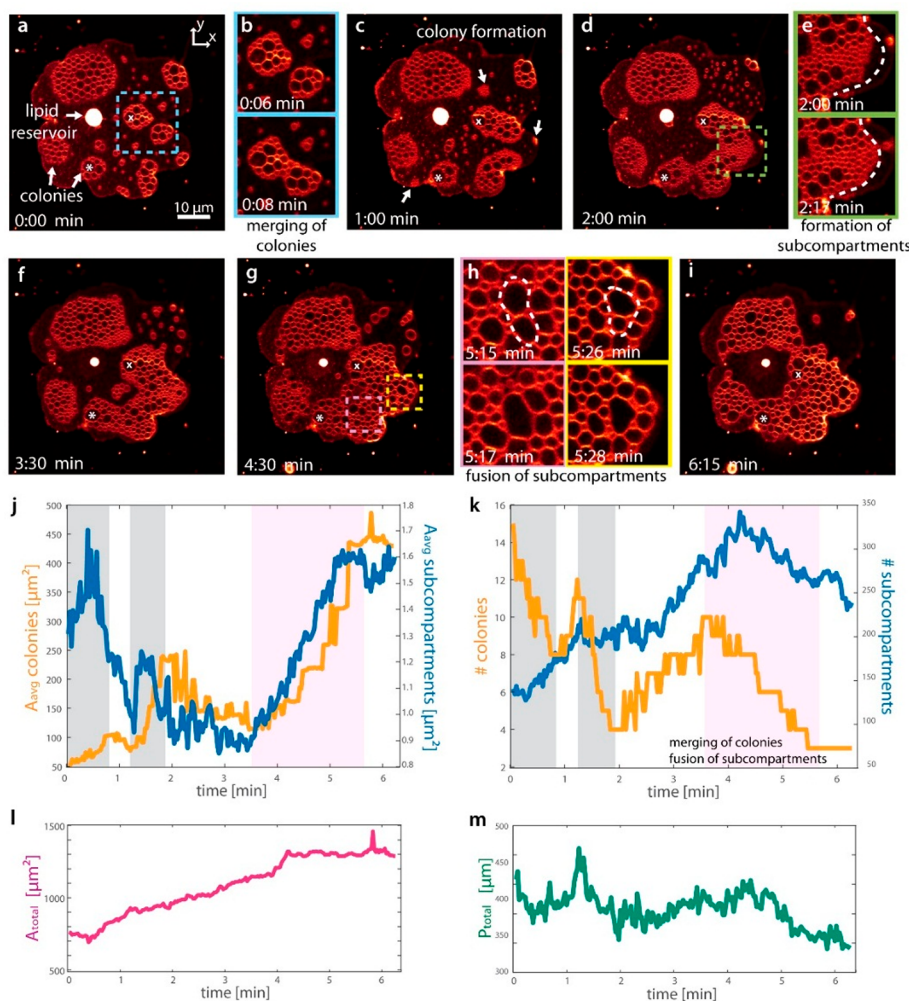 a
y
x
lipid
reservoir
x
*
colonies
0:00 min
10 µm
b
0:06 min
0:08 min
merging of
colonies
c
colony formation
x
*
1:00 min
d
x
*
2:00 min
e
2:00 min
2:17 min
formation of
subcompartments
f
x
*
3:30 min
g
x
*
4:30 min
h
5:15 min
5:26 min
5:17 min
5:28 min
fusion of subcompartments
i
x
*
6:15 min
j
Aavg colonies [µm²]
500
450
400
350
300
250
200
150
100
50
1.8
1.7
1.6
1.5
1.4
1.3
1.2
1.1
1.0
0.9
0.8
Aavg subcompartments [µm²]
0 1 2 3 4 5 6
time [min]
k
# colonies
16
14
12
10
8
6
4
2
350
300
250
200
150
100
50
# subcompartments
merging of colonies
fusion of subcompartments
0 1 2 3 4 5 6
time [min]
l
Atotal [µm²]
1500
1000
500
0 1 2 3 4 5 6
time [min]
m
Ptotal [µm]
500
450
400
350
300
0 1 2 3 4 5 6
time [min]